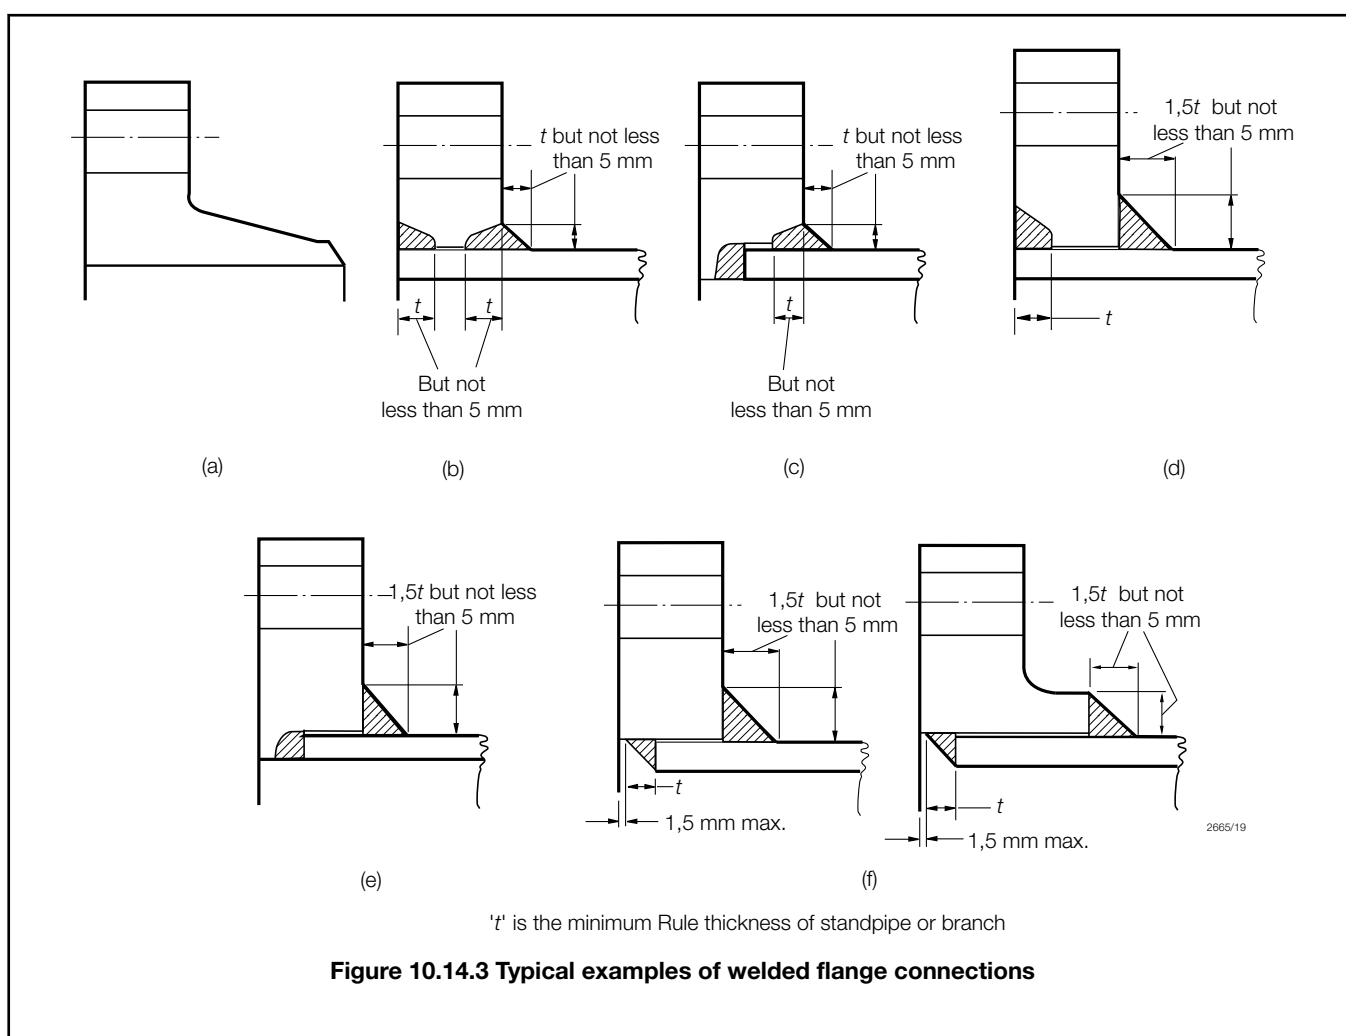 t but not less
than 5 mm
t
t
But not
less than 5 mm
t but not less
than 5 mm
t
But not
less than 5 mm
1,5t but not
less than 5 mm
t
(a)
(b)
(c)
(d)
1,5t but not less
than 5 mm
1,5t but not
less than 5 mm
t
1,5 mm max.
1,5t but not
less than 5 mm
t
1,5 mm max.
2665/19
(e)
(f)
't' is the minimum Rule thickness of standpipe or branch
Figure 10.14.3 Typical examples of welded flange connections